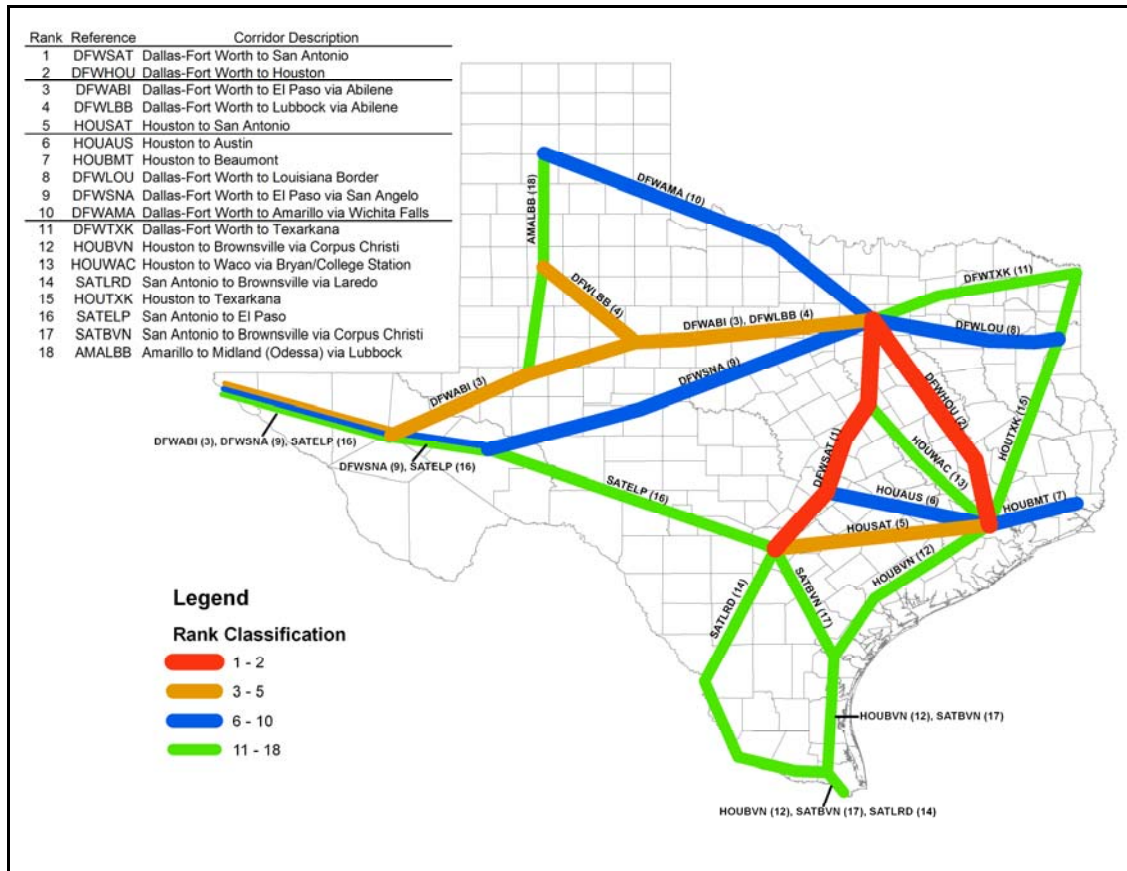 Rank Reference Corridor Description
1 DFWSAT Dallas-Fort Worth to San Antonio
2 DFWHOU Dallas-Fort Worth to Houston
3 DFWABI Dallas-Fort Worth to El Paso via Abilene
4 DFWLBB Dallas-Fort Worth to Lubbock via Abilene
5 HOUSAT Houston to San Antonio
6 HOUAUS Houston to Austin
7 HOUBMT Houston to Beaumont
8 DFWLOU Dallas-Fort Worth to Louisiana Border
9 DFWSNA Dallas-Fort Worth to El Paso via San Angelo
10 DFWAMA Dallas-Fort Worth to Amarillo via Wichita Falls
11 DFWTXK Dallas-Fort Worth to Texarkana
12 HOUBVN Houston to Brownsville via Corpus Christi
13 HOUWAC Houston to Waco via Bryan/College Station
14 SATLRD San Antonio to Brownsville via Laredo
15 HOUTXK Houston to Texarkana
16 SATELP San Antonio to El Paso
17 SATBVN San Antonio to Brownsville via Corpus Christi
18 AMALBB Amarillo to Midland (Odessa) via Lubbock
AMALBB (18)
DFWAMA (10)
DFWLBB (4)
DFWTXK (11)
DFWABI (3), DFWLBB (4)
DFWLOU (8)
DFWABI (3)
DFWSNA (9)
DFWHOU (2)
HOUTXK (15)
DFWABI (3), DFWSNA (9), SATELP (16)
DFWSNA (9), SATELP (16)
DFWSAT (1)
HOUWAC (13)
SATELP (16)
HOUAUS (6)
HOUBMT (7)
HOUSAT (5)
HOUBVN (12)
SATLRD (14)
SATBVN (17)
Legend
Rank Classification
1 - 2
3 - 5
6 - 10
11 - 18
HOUBVN (12), SATBVN (17)
HOUBVN (12), SATBVN (17), SATLRD (14)